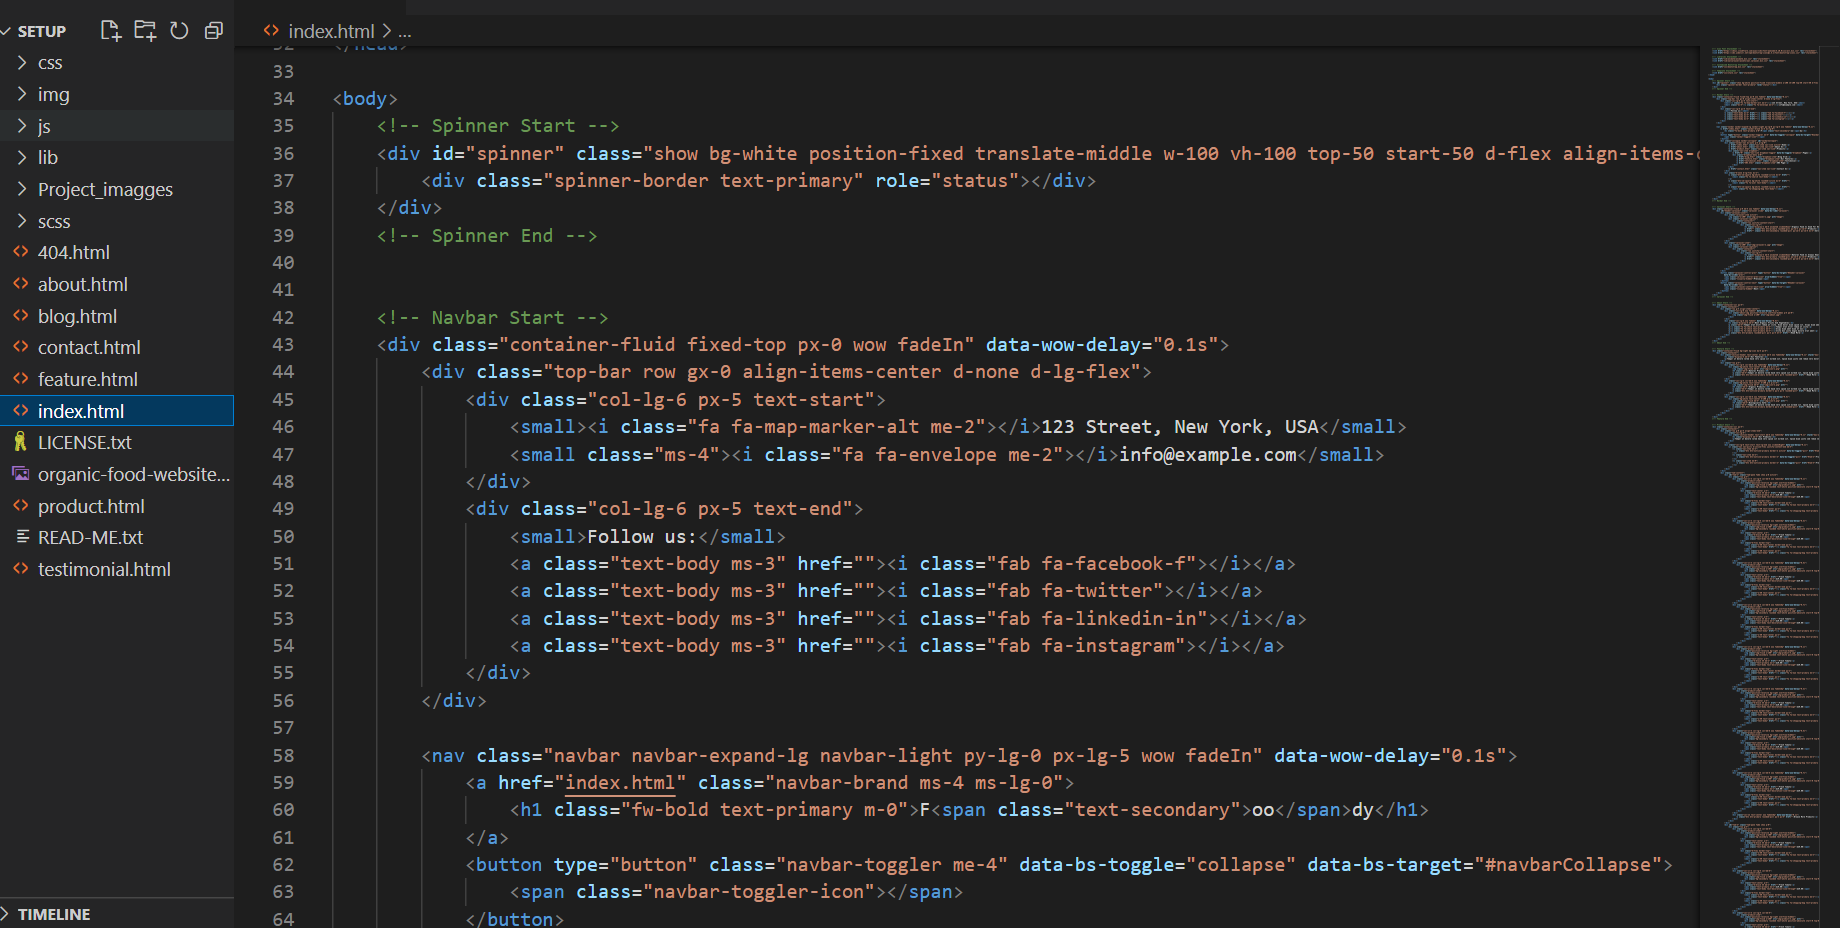 SETUP
css
img
js
lib
Project_imagges
scss
404.html
about.html
blog.html
contact.html
feature.html
index.html
LICENSE.txt
organic-food-website...
product.html
READ-ME.txt
testimonial.html
TIMELINE
index.html > ...
32 </head>
33
34 <body>
35 <!-- Spinner Start -->
36 <div id="spinner" class="show bg-white position-fixed translate-middle w-100 vh-100 top-50 start-50 d-flex align-items-
37 <div class="spinner-border text-primary" role="status"></div>
38 </div>
39 <!-- Spinner End -->
40
41
42 <!-- Navbar Start -->
43 <div class="container-fluid fixed-top px-0 wow fadeIn" data-wow-delay="0.1s">
44 <div class="top-bar row gx-0 align-items-center d-none d-lg-flex">
45 <div class="col-lg-6 px-5 text-start">
46 <small><i class="fa fa-map-marker-alt me-2"></i>123 Street, New York, USA</small>
47 <small class="ms-4"><i class="fa fa-envelope me-2"></i>info@example.com</small>
48 </div>
49 <div class="col-lg-6 px-5 text-end">
50 <small>Follow us:</small>
51 <a class="text-body ms-3" href=""><i class="fab fa-facebook-f"></i></a>
52 <a class="text-body ms-3" href=""><i class="fab fa-twitter"></i></a>
53 <a class="text-body ms-3" href=""><i class="fab fa-linkedin-in"></i></a>
54 <a class="text-body ms-3" href=""><i class="fab fa-instagram"></i></a>
55 </div>
56 </div>
57
58 <nav class="navbar navbar-expand-lg navbar-light py-lg-0 px-lg-5 wow fadeIn" data-wow-delay="0.1s">
59 <a href="index.html" class="navbar-brand ms-4 ms-lg-0">
60 <h1 class="fw-bold text-primary m-0">F<span class="text-secondary">oo</span>dy</h1>
61 </a>
62 <button type="button" class="navbar-toggler me-4" data-bs-toggle="collapse" data-bs-target="#navbarCollapse">
63 <span class="navbar-toggler-icon"></span>
64 </button>